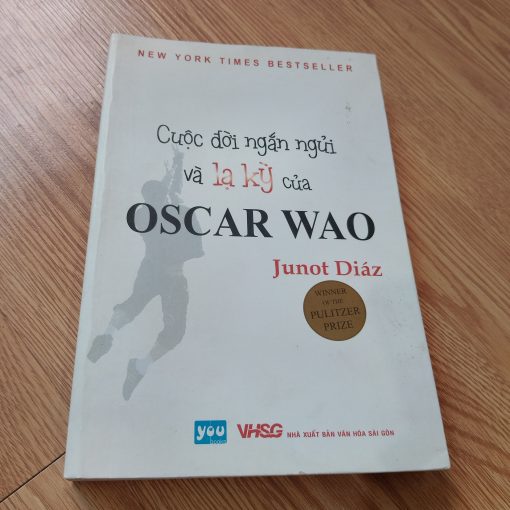 NEW YORK TIMES BESTSELLER
Cuộc đời ngắn ngủi
và lạ kỳ của
OSCAR WAO
Junot Diáz
WINNER
OF THE
PULITZER
PRIZE
you
books
VHSG NHÀ XUẤT BẢN VĂN HÓA SÀI GÒN